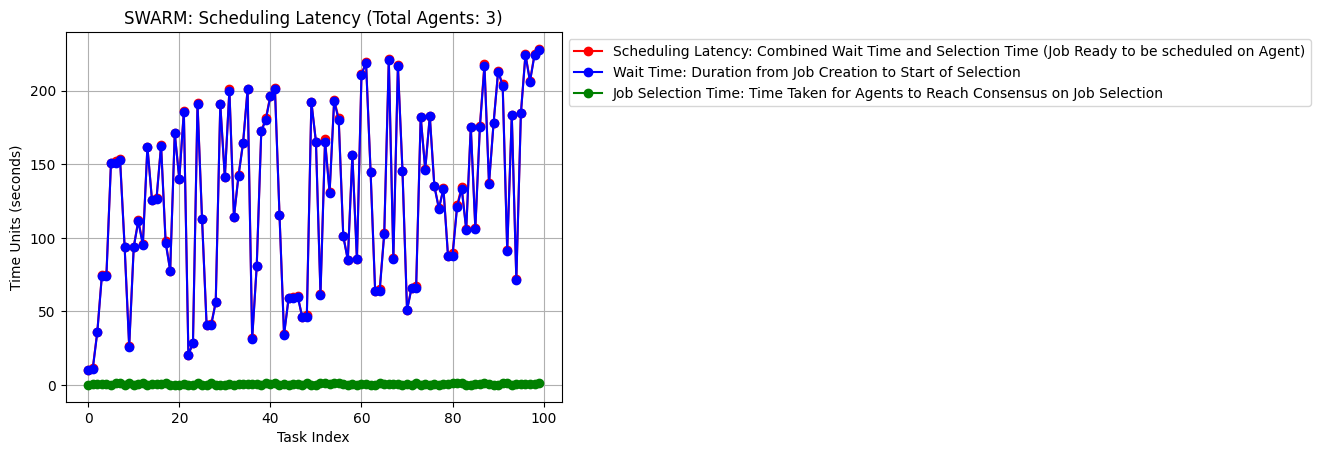 SWARM: Scheduling Latency (Total Agents: 3)
Scheduling Latency: Combined Wait Time and Selection Time (Job Ready to be scheduled on Agent)
Wait Time: Duration from Job Creation to Start of Selection
Job Selection Time: Time Taken for Agents to Reach Consensus on Job Selection
Time Units (seconds)
200
150
100
50
0
0 20 40 60 80 100
Task Index